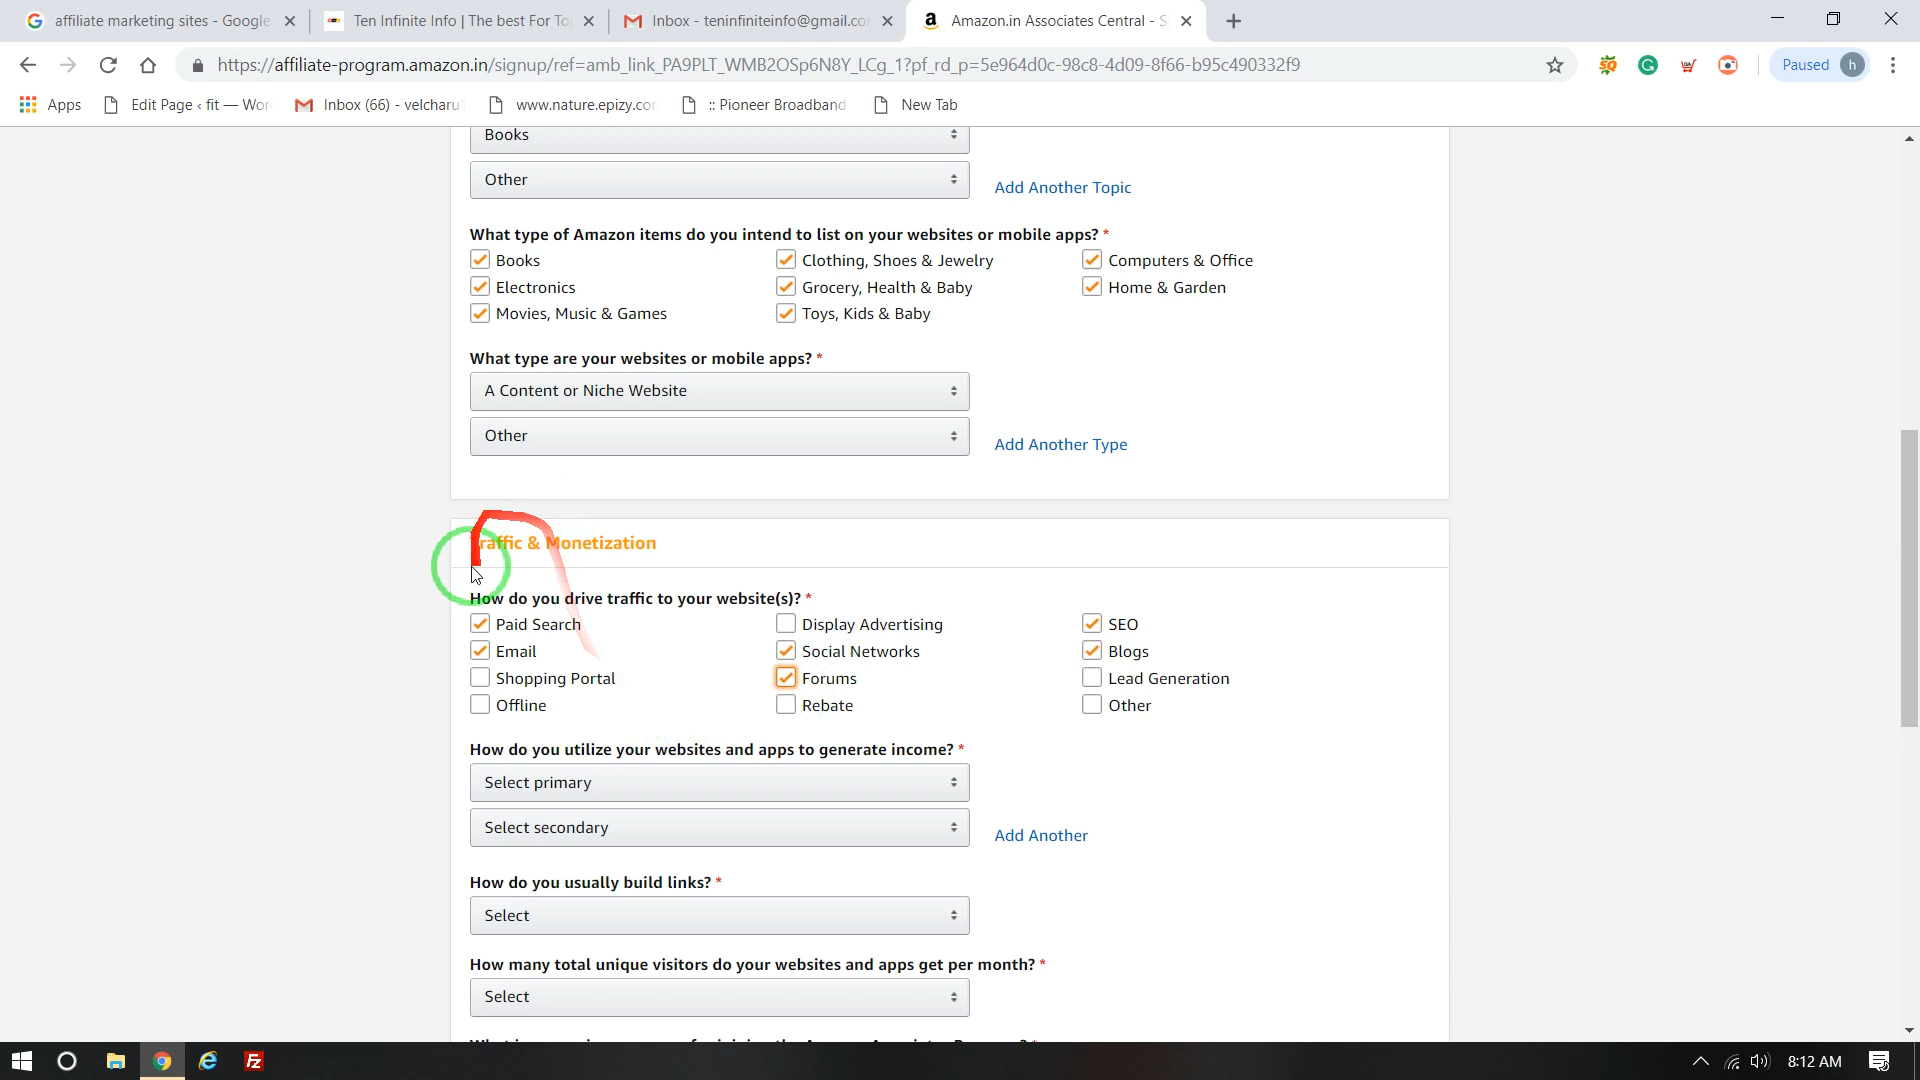 affiliate marketing sites - Google
Ten Infinite Info | The best For To
Inbox - teninfiniteinfo@gmail.co
Amazon.in Associates Central - S
https://affiliate-program.amazon.in/signup/ref=amb_link_PA9PLT_WMB2OSp6N8Y_LCg_1?pf_rd_p=5e964d0c-98c8-4d09-8f66-b95c490332f9
Paused h
Apps
Edit Page ‹ fit — Wor
Inbox (66) - velcharu
www.nature.epizy.co
:: Pioneer Broadband
New Tab
Books
Other
Add Another Topic
What type of Amazon items do you intend to list on your websites or mobile apps? *
Books Clothing, Shoes & Jewelry Computers & Office
Electronics Grocery, Health & Baby Home & Garden
Movies, Music & Games Toys, Kids & Baby
What type are your websites or mobile apps? *
A Content or Niche Website
Other
Add Another Type
Traffic & Monetization
How do you drive traffic to your website(s)? *
Paid Search Display Advertising SEO
Email Social Networks Blogs
Shopping Portal Forums Lead Generation
Offline Rebate Other
How do you utilize your websites and apps to generate income? *
Select primary
Select secondary
Add Another
How do you usually build links? *
Select
How many total unique visitors do your websites and apps get per month? *
Select
8:12 AM